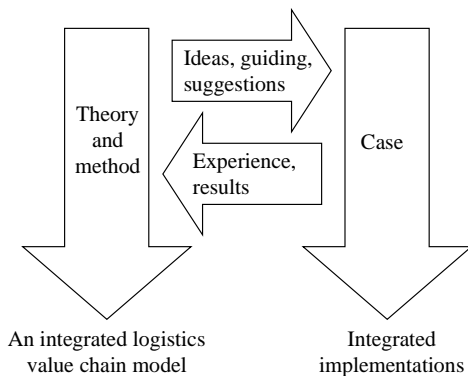 Ideas, guiding,
suggestions
Theory
and
method
Case
Experience,
results
An integrated logistics
value chain model
Integrated
implementations